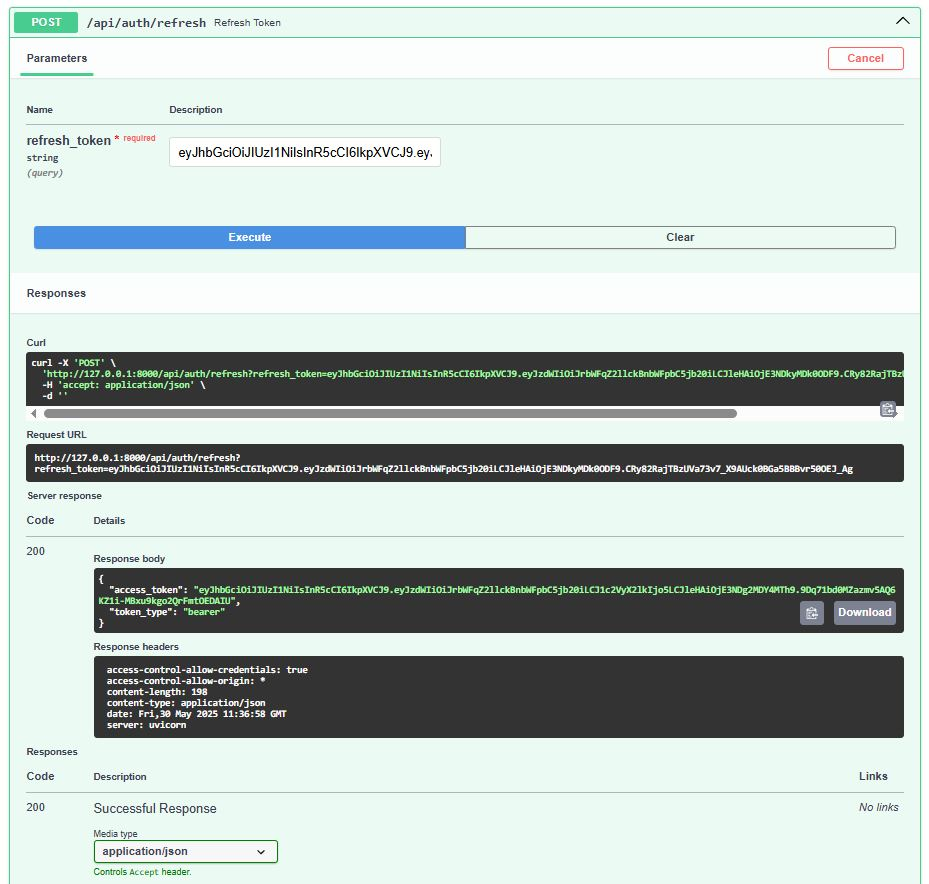 POST /api/auth/refresh Refresh Token
Parameters
Cancel
Name Description
refresh_token * required
string
(query)
eyJhbGciOiJIUzI1NiIsInR5cCI6IkpXVCJ9.ey.
Execute Clear
Responses
Curl
curl -X 'POST' \
'http://127.0.0.1:8000/api/auth/refresh?refresh_token=eyJhbGciOiJIUzI1NiIsInR5cCI6IkpXVCJ9.eyJzdWIiOiJrbWFqZ2llckBnbWFpbC5jb20iLCJleHAiOjE3NDkyMDk0ODF9.CRy82RajTBzU
-H 'accept: application/json' \
-d ''
Request URL
http://127.0.0.1:8000/api/auth/refresh?
refresh_token=eyJhbGciOiJIUzI1NiIsInR5cCI6IkpXVCJ9.eyJzdWIiOiJrbWFqZ2llckBnbWFpbC5jb20iLCJleHAiOjE3NDkyMDk0ODF9.CRy82RajTBzUVa73v7_X9AUck0BGa5BBBvr50OEJ_Ag
Server response
Code Details
200
Response body
{
"access_token": "eyJhbGciOiJIUzI1NiIsInR5cCI6IkpXVCJ9.eyJzdWIiOiJrbWFqZ2llckBnbWFpbC5jb20iLCJ1c2VyX2lkIjo5LCJleHAiOjE3NDg2MDY4MTh9.9Dq71bd0MZazmv5AQ6
KZ1i-MBxu9kgo2QrFmtOEDAIU",
"token_type": "bearer"
}
Download
Response headers
access-control-allow-credentials: true
access-control-allow-origin: *
content-length: 198
content-type: application/json
date: Fri,30 May 2025 11:36:58 GMT
server: uvicorn
Responses
Code Description Links
200 Successful Response No links
Media type
application/json
Controls Accept header.